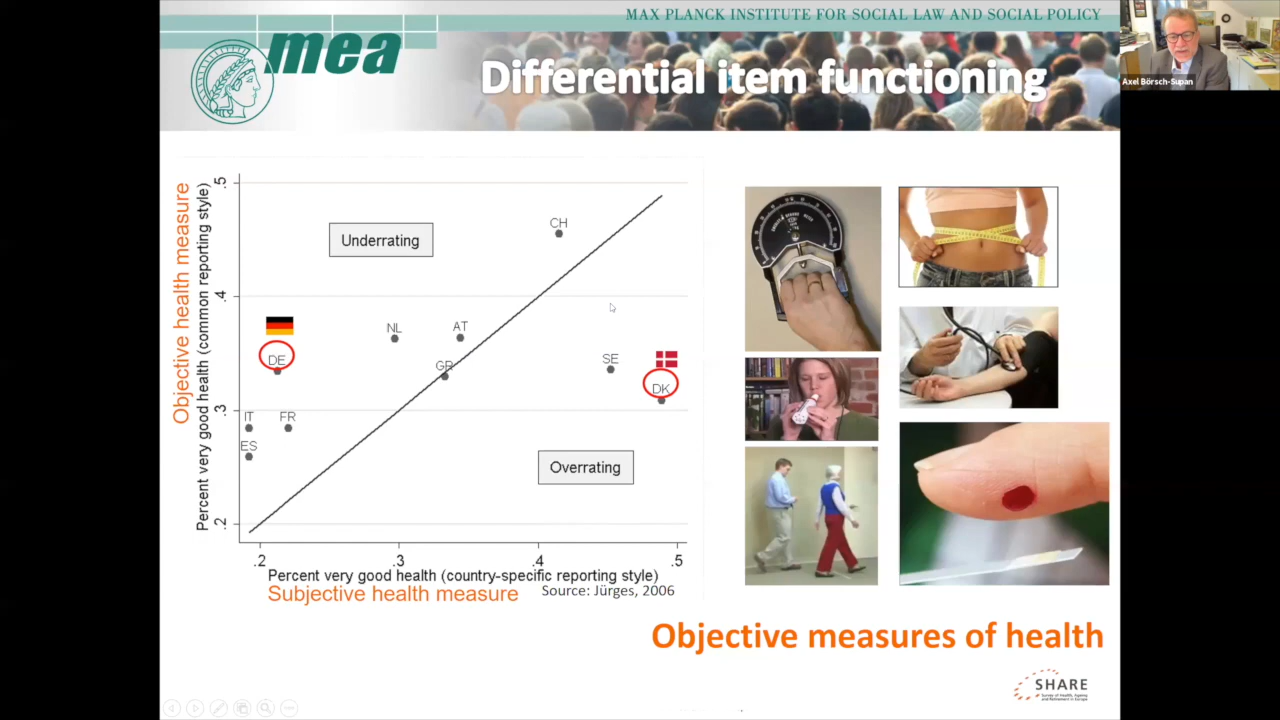 MAX PLANCK INSTITUTE FOR SOCIAL LAW AND SOCIAL POLICY
mea
Differential item functioning
Axel Börsch-Supan
Objective health measure
Percent very good health (common reporting style)
.5
.4
.3
.2
Underrating
CH
NL
AT
GR
DE
SE
DK
IT
FR
ES
Overrating
.2
.3
.4
.5
Percent very good health (country-specific reporting style)
Subjective health measure
Source: Jürges, 2006
Objective measures of health
SHARE
Survey of Health, Ageing
and Retirement in Europe